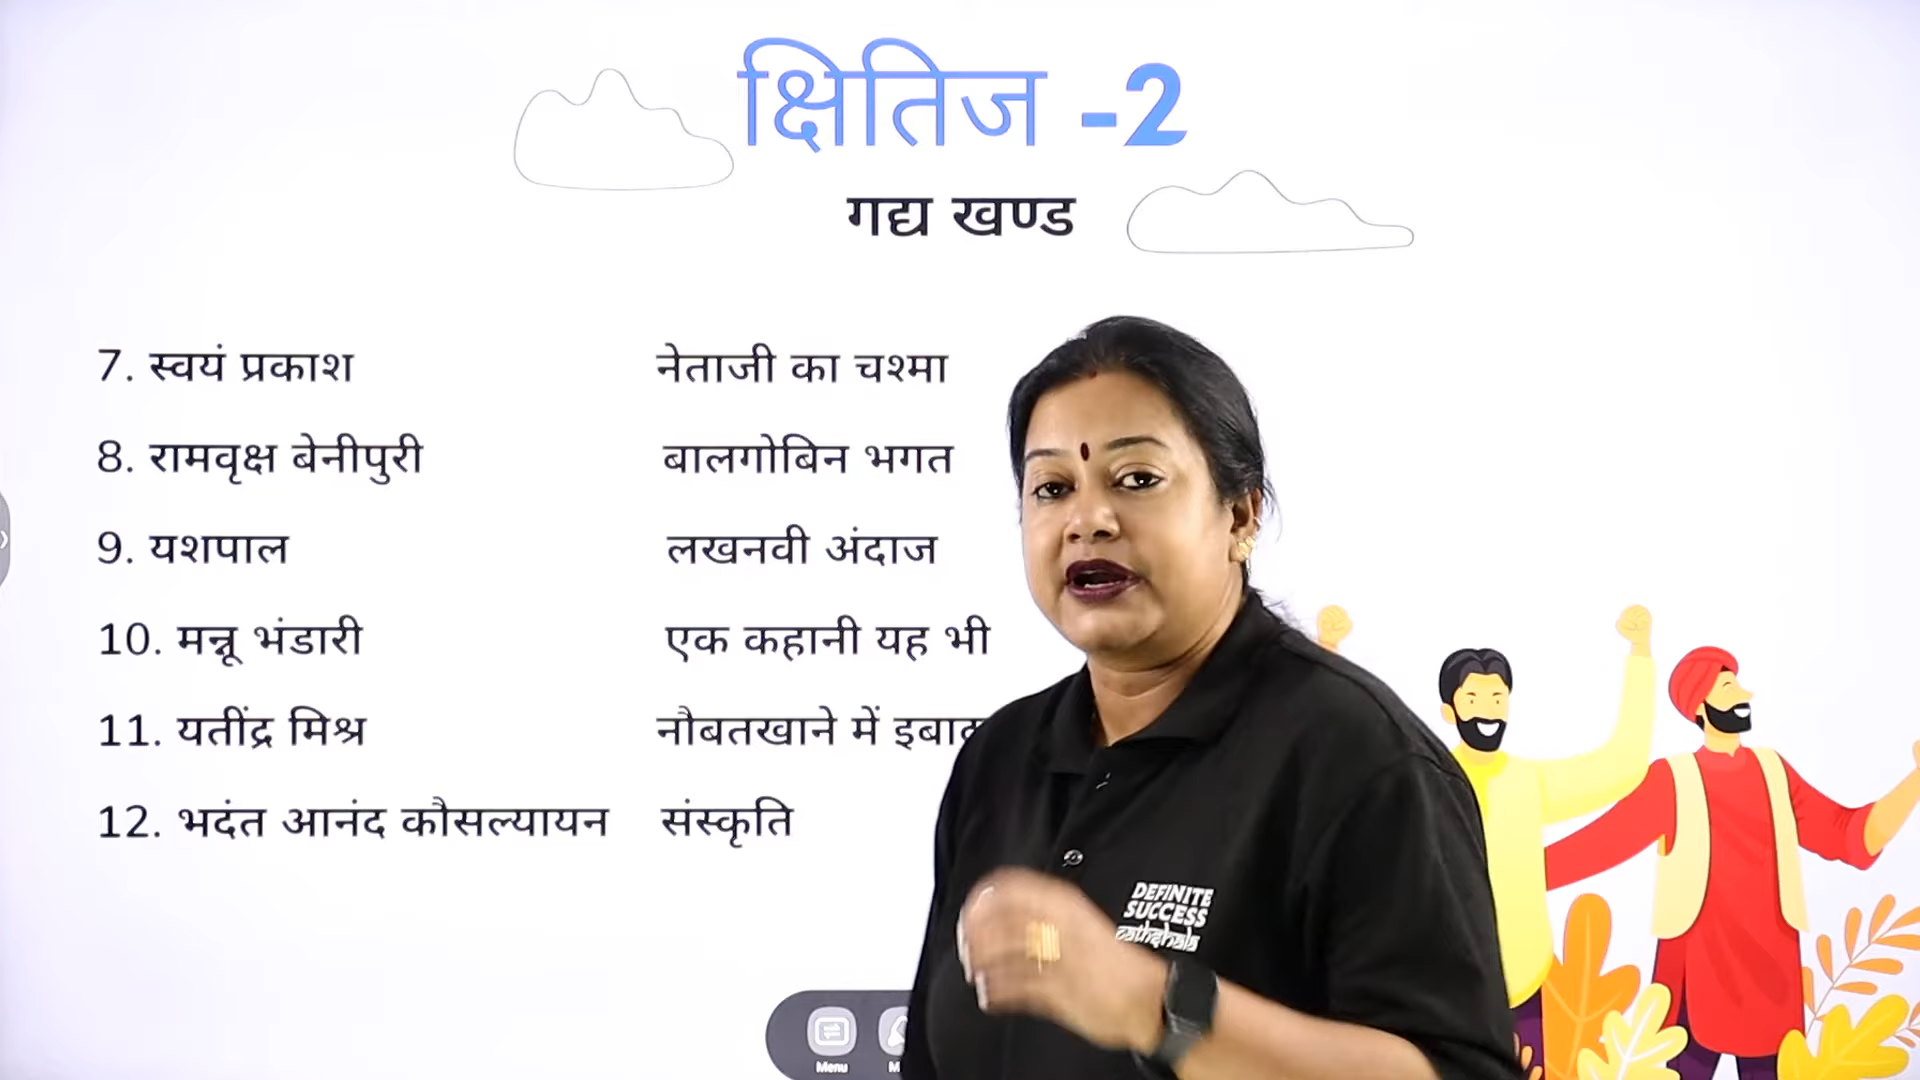 क्षितिज -2
गद्य खण्ड
7. स्वयं प्रकाश नेताजी का चश्मा
8. रामवृक्ष बेनीपुरी बालगोबिन भगत
9. यशपाल लखनवी अंदाज
10. मन्नू भंडारी एक कहानी यह भी
11. यतींद्र मिश्र नौबतखाने में
12. भदंत आनंद कौसल्यायन संस्कृति
DEFINITE
SUCCESS
Menu